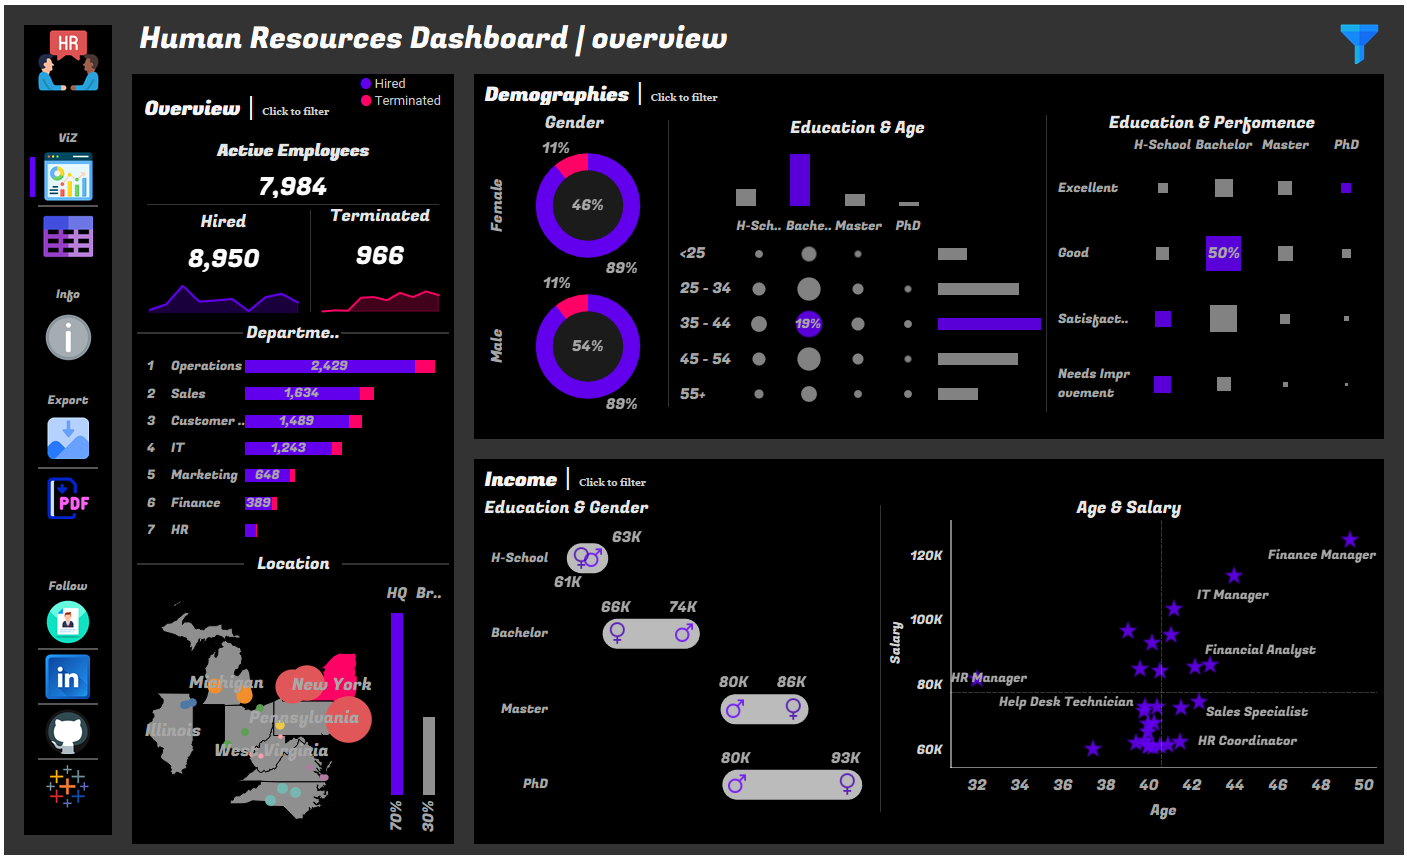 Human Resources Dashboard | overview
HR
ViZ
Info
Export
PDF
Follow
in
Overview | Click to filter
Hired
Terminated
Active Employees
7,984
Hired
8,950
Terminated
966
Departme..
1 Operations 2,429
2 Sales 1,634
3 Customer .. 1,489
4 IT 1,243
5 Marketing 648
6 Finance 389
7 HR
Location
HQ Br..
Michigan
New York
Illinois
Pennsylvania
West Virginia
70% 30%
Demographies | Click to filter
Gender
Female
11%
46%
89%
Male
11%
54%
89%
Education & Age
H-Sch.. Bache.. Master PhD
<25
25 - 34
35 - 44 19%
45 - 54
55+
Education & Perfomence
H-School Bachelor Master PhD
Excellent
Good 50%
Satisfact..
Needs Impr
ovement
Income | Click to filter
Education & Gender
H-School
63K
61K
Bachelor
66K 74K
Master
80K 86K
PhD
80K 93K
Age & Salary
Salary
120K
100K
80K
60K
Finance Manager
IT Manager
Financial Analyst
HR Manager
Help Desk Technician
Sales Specialist
HR Coordinator
32 34 36 38 40 42 44 46 48 50
Age